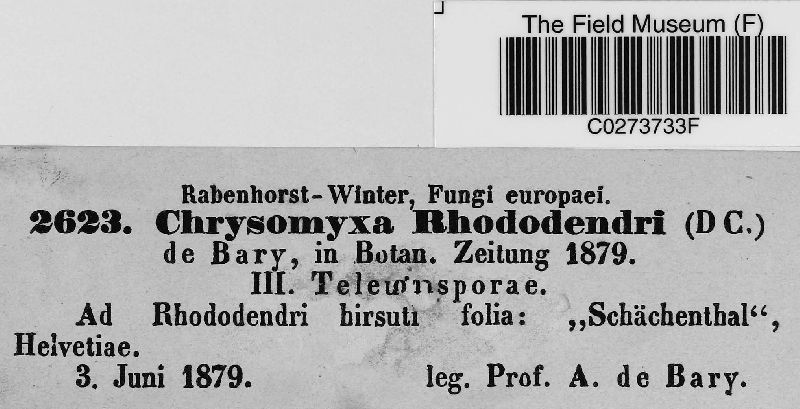 The Field Museum (F)
C0273733F
Rabenhorst-Winter, Fungi europaei.
2623. Chrysomyxa Rhododendri (DC.)
de Bary, in Botan. Zeitung 1879.
III. Teleutosporae.
Ad Rhododendri hirsuti folia: „Schächenthal“,
Helvetiae.
3. Juni 1879. leg. Prof. A. de Bary.